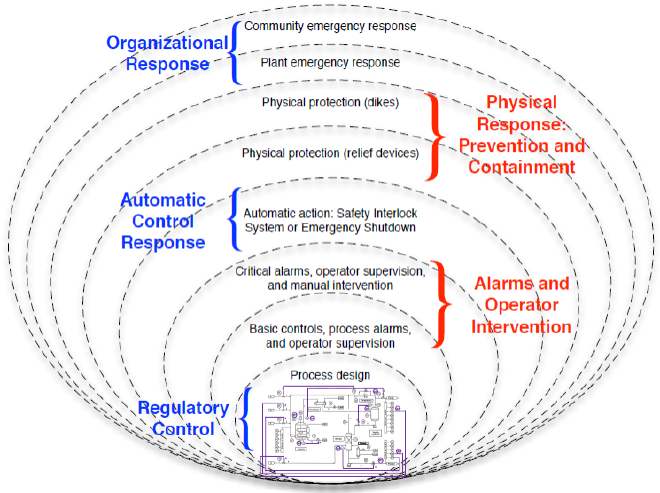 Community emergency response
Organizational
Response
Plant emergency response
Physical protection (dikes)
Physical
Response:
Prevention and
Containment
Physical protection (relief devices)
Automatic
Control
Response
Automatic action: Safety Interlock
System or Emergency Shutdown
Critical alarms, operator supervision,
and manual intervention
Alarms and
Operator
Intervention
Basic controls, process alarms,
and operator supervision
Process design
Regulatory
Control